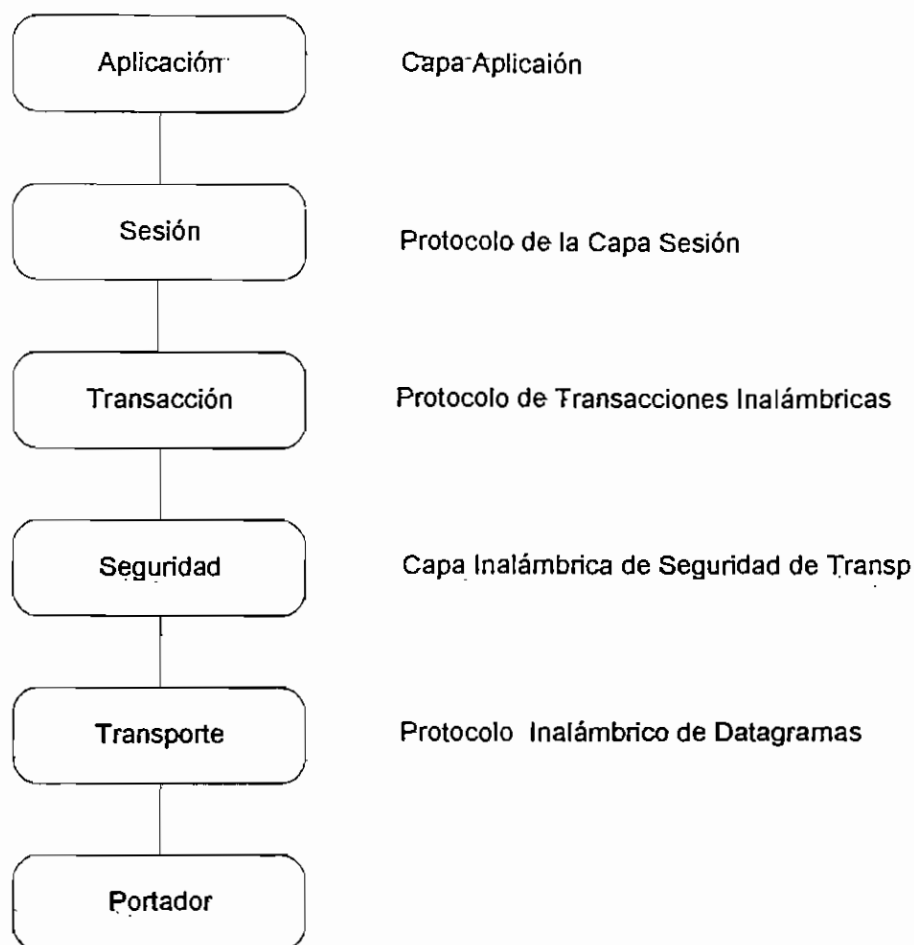 Aplicación
Capa Aplicaión
Sesión
Protocolo de la Capa Sesión
Transacción
Protocolo de Transacciones Inalámbricas
Seguridad
Capa Inalámbrica de Seguridad de Transp
Transporte
Protocolo Inalámbrico de Datagramas
Portador